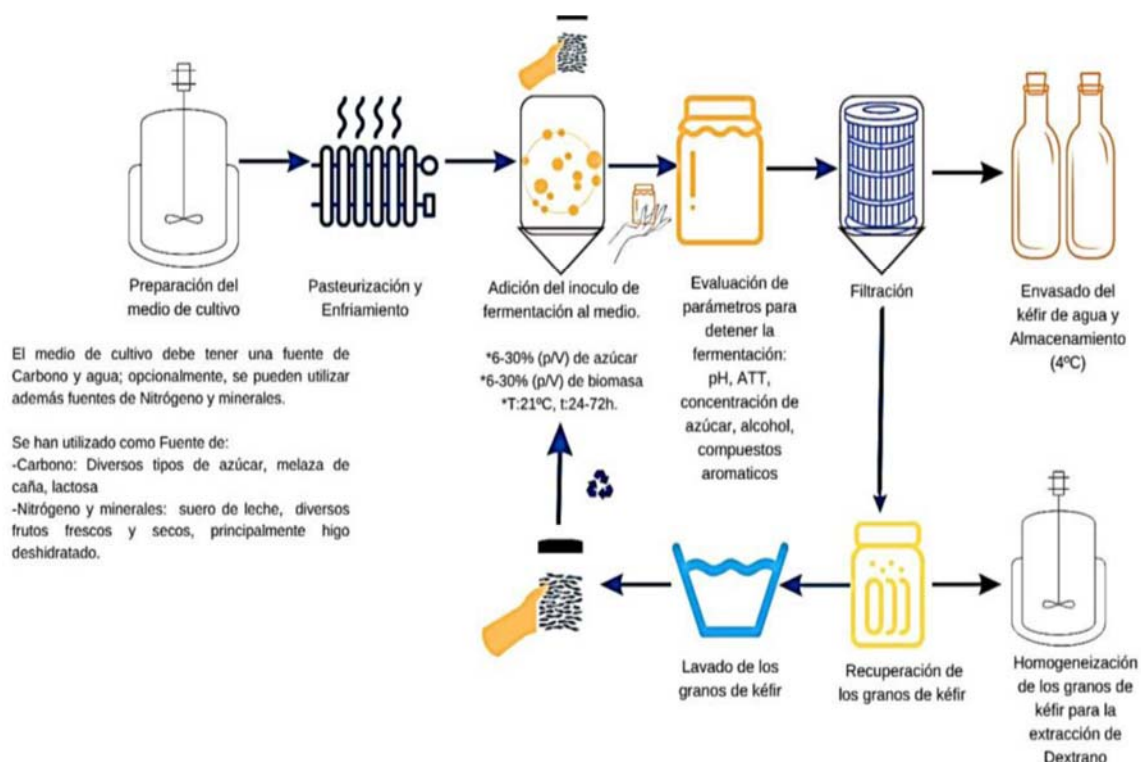 Preparación del
medio de cultivo
Pasteurización y
Enfriamiento
Adición del inoculo de
fermentación al medio.
*6-30% (p/V) de azúcar
*6-30% (p/V) de biomasa
*T:21ºC, t:24-72h.
Evaluación de
parámetros para
detener la
fermentación:
pH, ATT,
concentración de
azúcar, alcohol,
compuestos
aromaticos
Filtración
Envasado del
kéfir de agua y
Almacenamiento
(4ºC)
El medio de cultivo debe tener una fuente de
Carbono y agua; opcionalmente, se pueden utilizar
además fuentes de Nitrógeno y minerales.
Se han utilizado como Fuente de:
-Carbono: Diversos tipos de azúcar, melaza de
caña, lactosa
-Nitrógeno y minerales: suero de leche, diversos
frutos frescos y secos, principalmente higo
deshidratado.
Lavado de los
granos de kéfir
Recuperación de
los granos de kéfir
Homogeneización
de los granos de
kéfir para la
extracción de
Dextrano